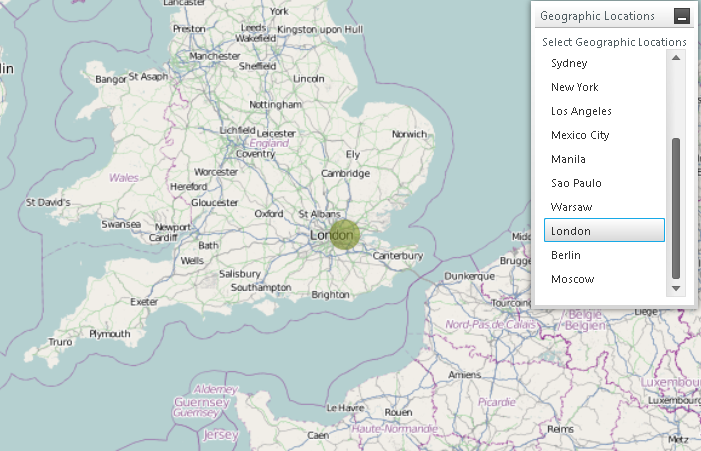 Lancaster
York
Preston
Leeds
Kingston upon Hull
Wakefield
Manchester
Sheffield
Bangor
St Asaph
Lincoln
Nottingham
Lichfield
Leicester
Norwich
England
Coventry
Ely
Wales
Worcester
Cambridge
Hereford
St David's
Gloucester
Oxford
St Albans
Swansea
Newport
Cardiff
London
Bath
Canterbury
Wells
Salisbury
Southampton
Brighton
Exeter
Plymouth
Truro
Dunkerque
Brugge
Tourcoing
Nord-Pas de Calais
België -
Belgique
Belgien
Liège
Alderney
Guernsey
Guernsey
Jersey
Le Havre
Amiens
Rouen
Picardie
Haute-Normandie
Caen
Reims
Luxembourg
Luxembourg
Metz
Geographic Locations
Select Geographic Locations
Sydney
New York
Los Angeles
Mexico City
Manila
Sao Paulo
Warsaw
London
Berlin
Moscow